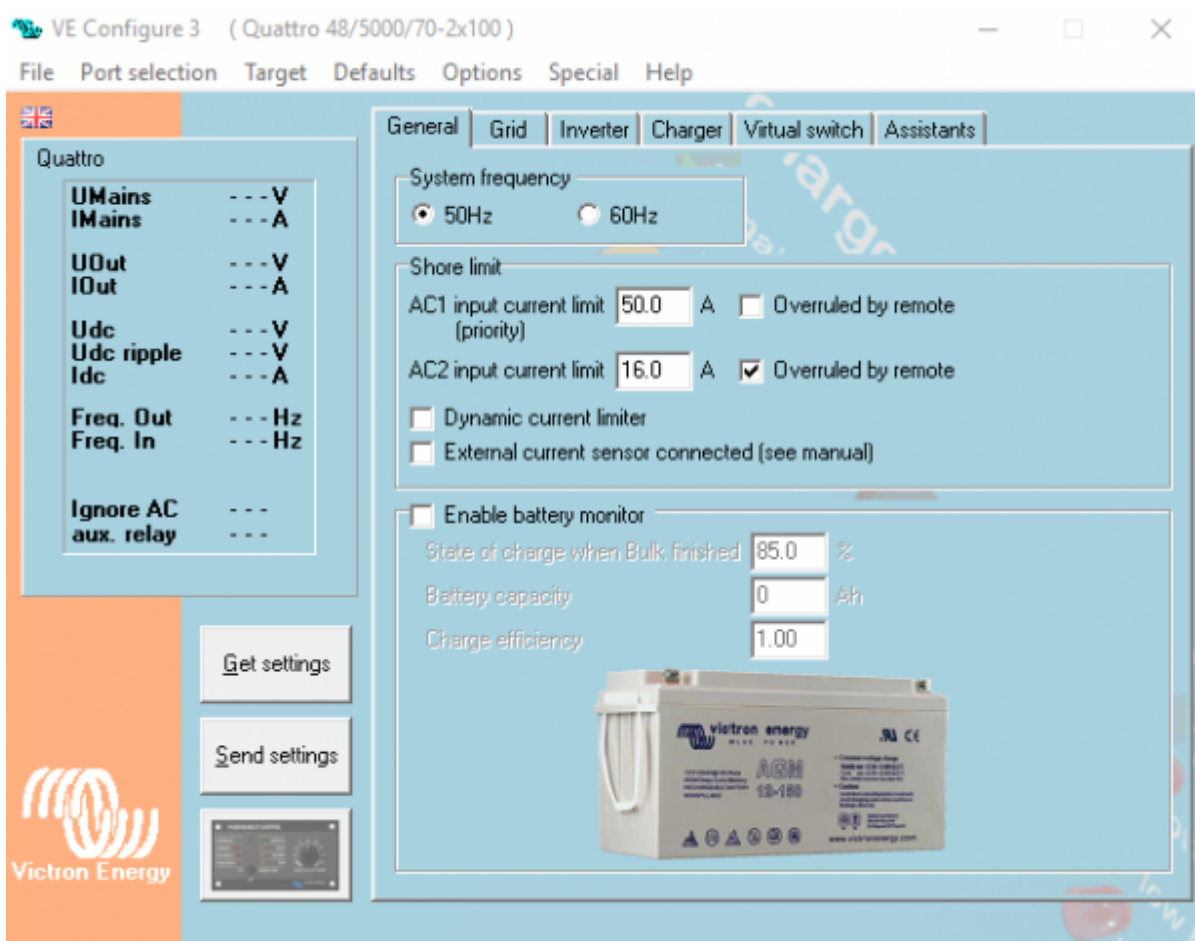 VE Configure 3 ( Quattro 48/5000/70-2x100 )
File Port selection Target Defaults Options Special Help
General Grid Inverter Charger Virtual switch Assistants
Quattro
UMains - - - V
IMains - - - A
UOut - - - V
IOut - - - A
Udc - - - V
Udc ripple - - - V
Idc - - - A
Freq. Out - - - Hz
Freq. In - - - Hz
Ignore AC - - -
aux. relay - - -
System frequency
50Hz 60Hz
Shore limit
AC1 input current limit 50.0 A Overruled by remote
(priority)
AC2 input current limit 16.0 A Overruled by remote
Dynamic current limiter
External current sensor connected (see manual)
Enable battery monitor
State of charge when Bulk finished 85.0 %
Battery capacity 0 Ah
Charge efficiency 1.00
Get settings
Send settings
Victron Energy
victron energy
BLUE POWER
AGM
12-150
www.victronenergy.com